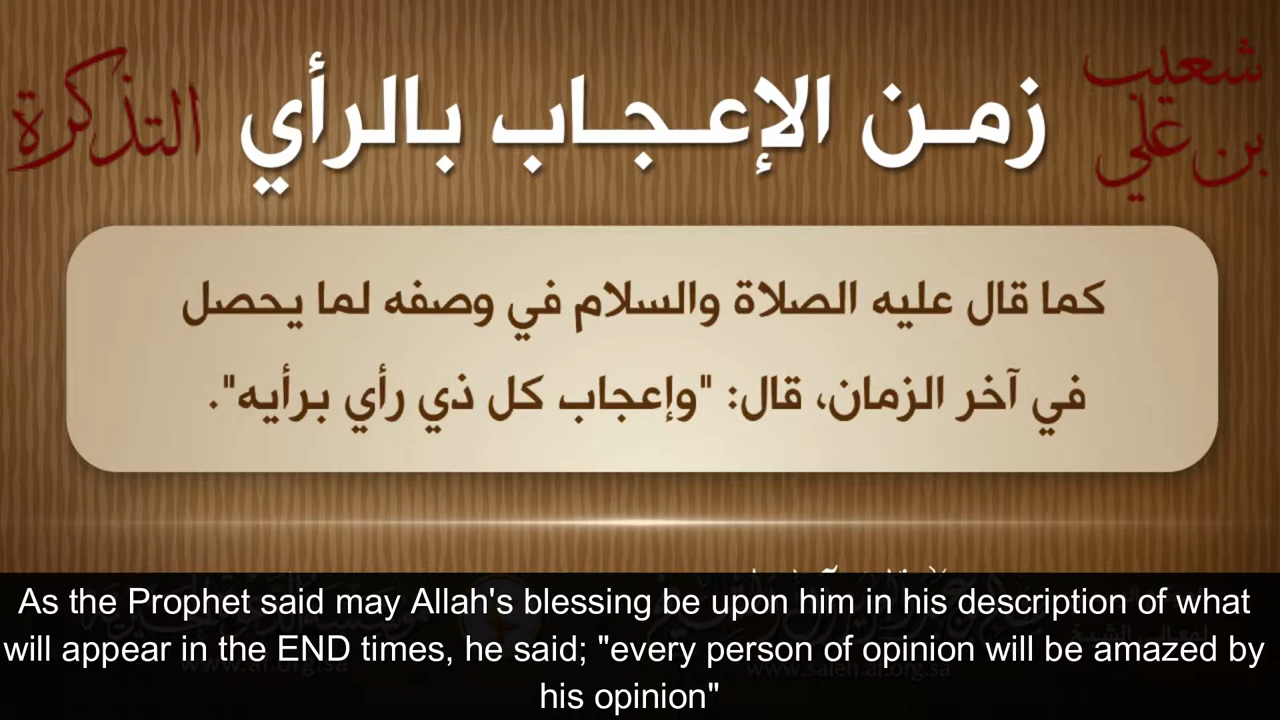 شعيب
بن علي
زمـن الإعـجـاب بالرأي
التذكرة
كما قال عليه الصلاة والسلام في وصفه لما يحصل
في آخر الزمان، قال: "وإعجاب كل ذي رأي برأيه".
As the Prophet said may Allah's blessing be upon him in his description of what
will appear in the END times, he said; "every person of opinion will be amazed by
his opinion"